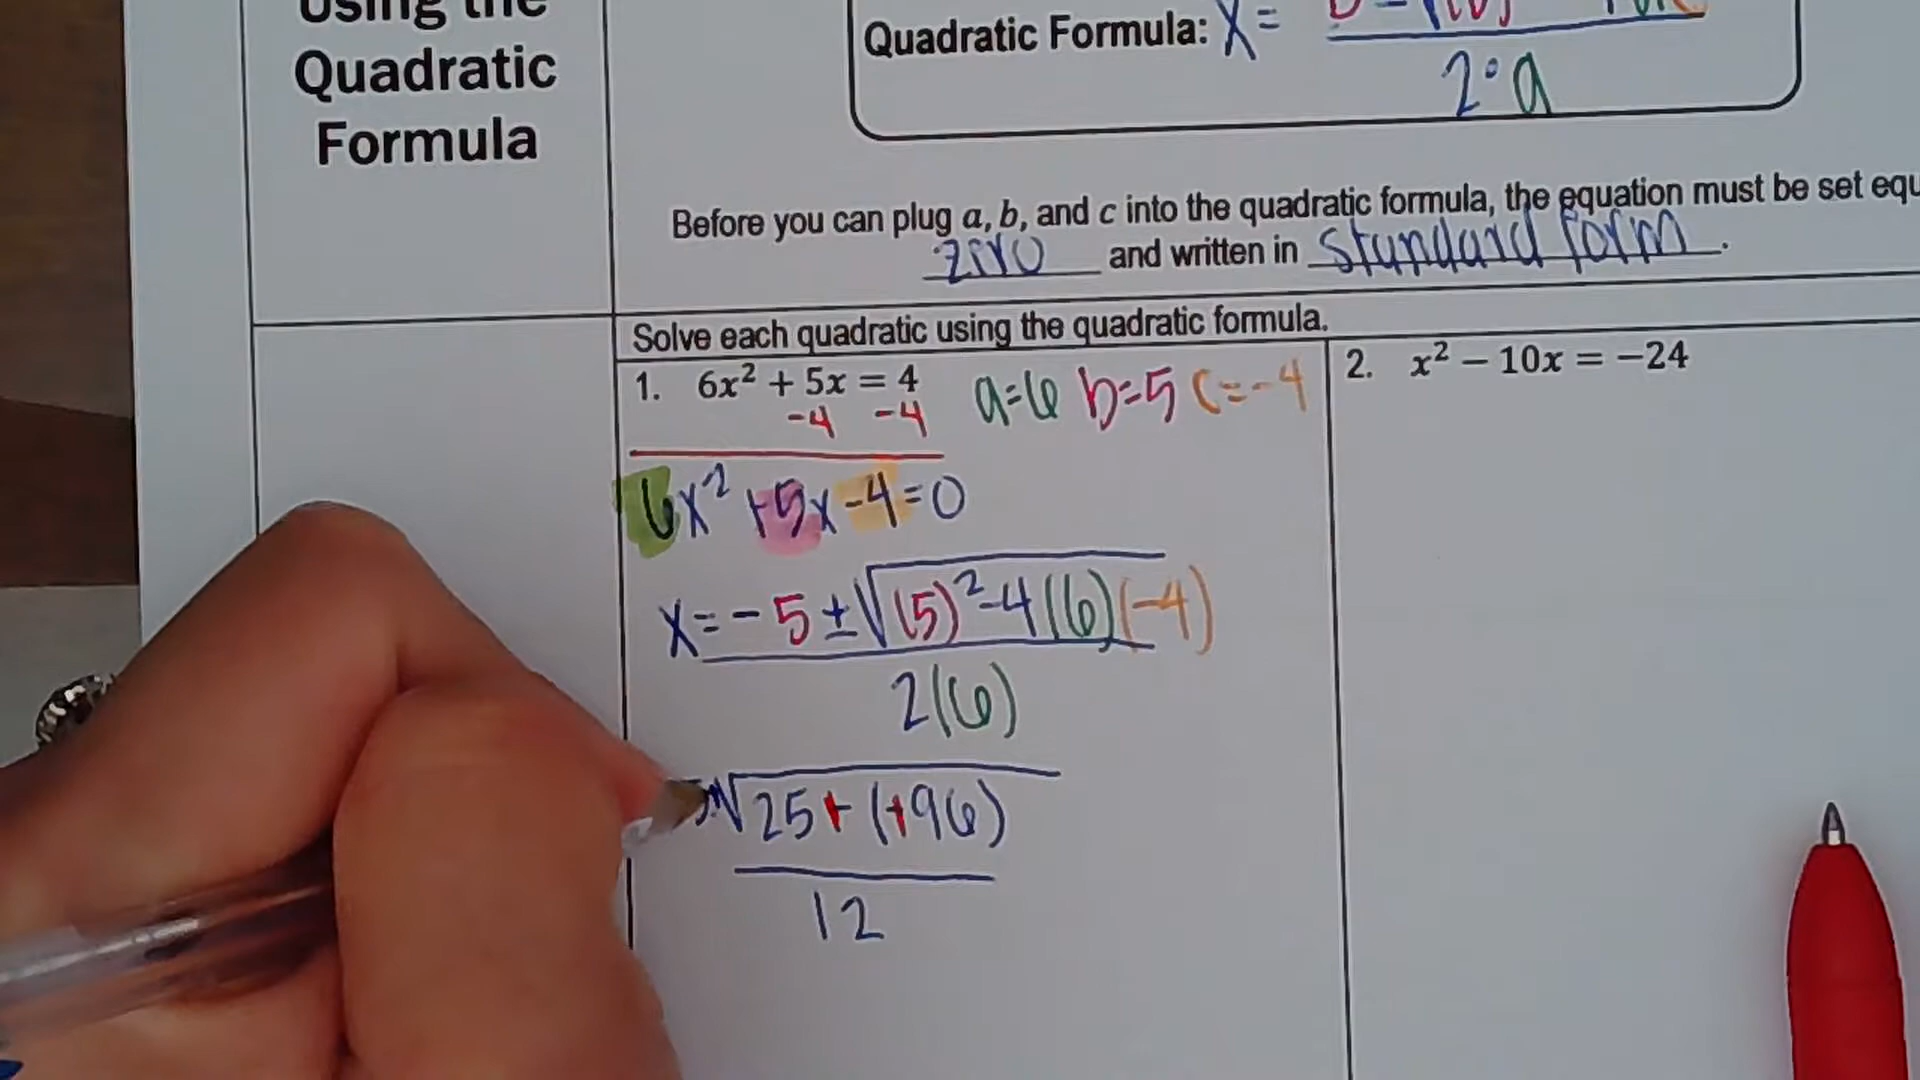 Using the
Quadratic
Formula
Quadratic Formula: X =
2·a
Before you can plug a, b, and c into the quadratic formula, the equation must be set equ
zero and written in standard form.
Solve each quadratic using the quadratic formula.
1. 6x² + 5x = 4 a=6 b=5 c=-4
-4 -4
6x² +5x-4=0
x = -5 ± √(5)²-4(6)(-4)
2(6)
√25+(+96)
12
2. x² − 10x = −24